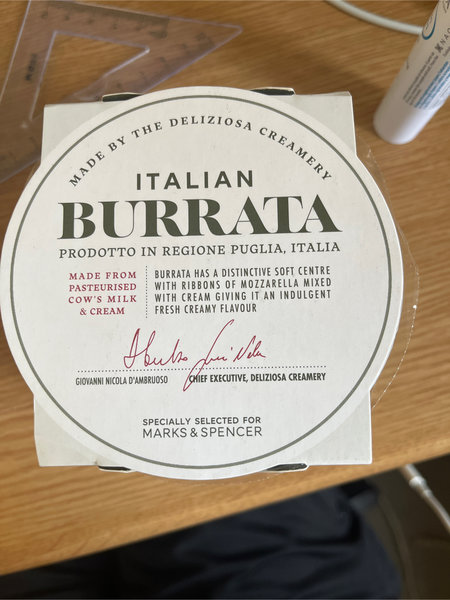 MADE BY THE DELIZIOSA CREAMERY
ITALIAN
BURRATA
PRODOTTO IN REGIONE PUGLIA, ITALIA
MADE FROM
PASTEURISED
COW'S MILK
& CREAM
BURRATA HAS A DISTINCTIVE SOFT CENTRE
WITH RIBBONS OF MOZZARELLA MIXED
WITH CREAM GIVING IT AN INDULGENT
FRESH CREAMY FLAVOUR
GIOVANNI NICOLA D'AMBRUOSO
CHIEF EXECUTIVE, DELIZIOSA CREAMERY
SPECIALLY SELECTED FOR
MARKS & SPENCER